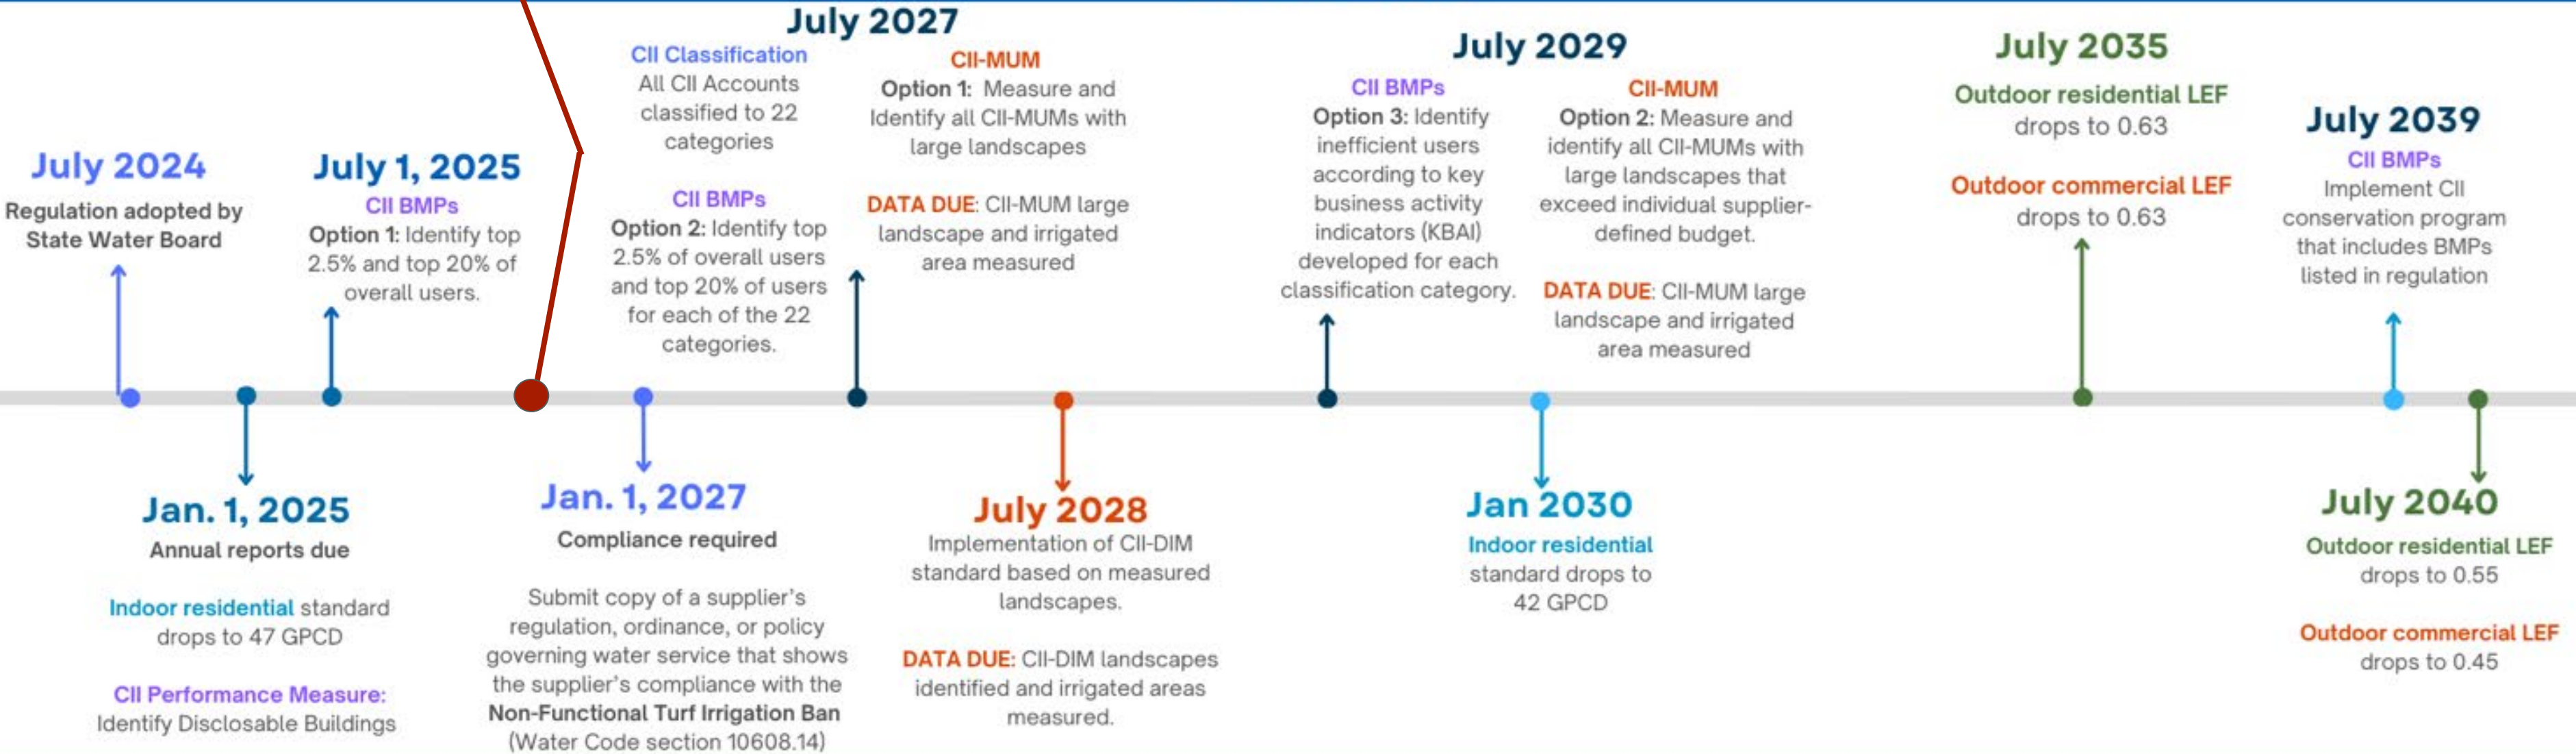 July 2024
Regulation adopted by
State Water Board
July 1, 2025
CII BMPs
Option 1: Identify top
2.5% and top 20% of
overall users.
July 2027
CII Classification
All CII Accounts
classified to 22
categories
CII BMPs
Option 2: Identify top
2.5% of overall users
and top 20% of users
for each of the 22
categories.
CII-MUM
Option 1: Measure and
Identify all CII-MUMs with
large landscapes
DATA DUE: CII-MUM large
landscape and irrigated
area measured
July 2029
CII BMPs
Option 3: Identify
inefficient users
according to key
business activity
indicators (KBAI)
developed for each
classification category.
CII-MUM
Option 2: Measure and
identify all CII-MUMs with
large landscapes that
exceed individual supplier-
defined budget.
DATA DUE: CII-MUM large
landscape and irrigated
area measured
July 2035
Outdoor residential LEF
drops to 0.63
Outdoor commercial LEF
drops to 0.63
July 2039
CII BMPs
Implement CII
conservation program
that includes BMPs
listed in regulation
Jan. 1, 2025
Annual reports due
Indoor residential standard
drops to 47 GPCD
CII Performance Measure:
Identify Disclosable Buildings
Jan. 1, 2027
Compliance required
Submit copy of a supplier's
regulation, ordinance, or policy
governing water service that shows
the supplier's compliance with the
Non-Functional Turf Irrigation Ban
(Water Code section 10608.14)
July 2028
Implementation of CII-DIM
standard based on measured
landscapes.
DATA DUE: CII-DIM landscapes
identified and irrigated areas
measured.
Jan 2030
Indoor residential
standard drops to
42 GPCD
July 2040
Outdoor residential LEF
drops to 0.55
Outdoor commercial LEF
drops to 0.45